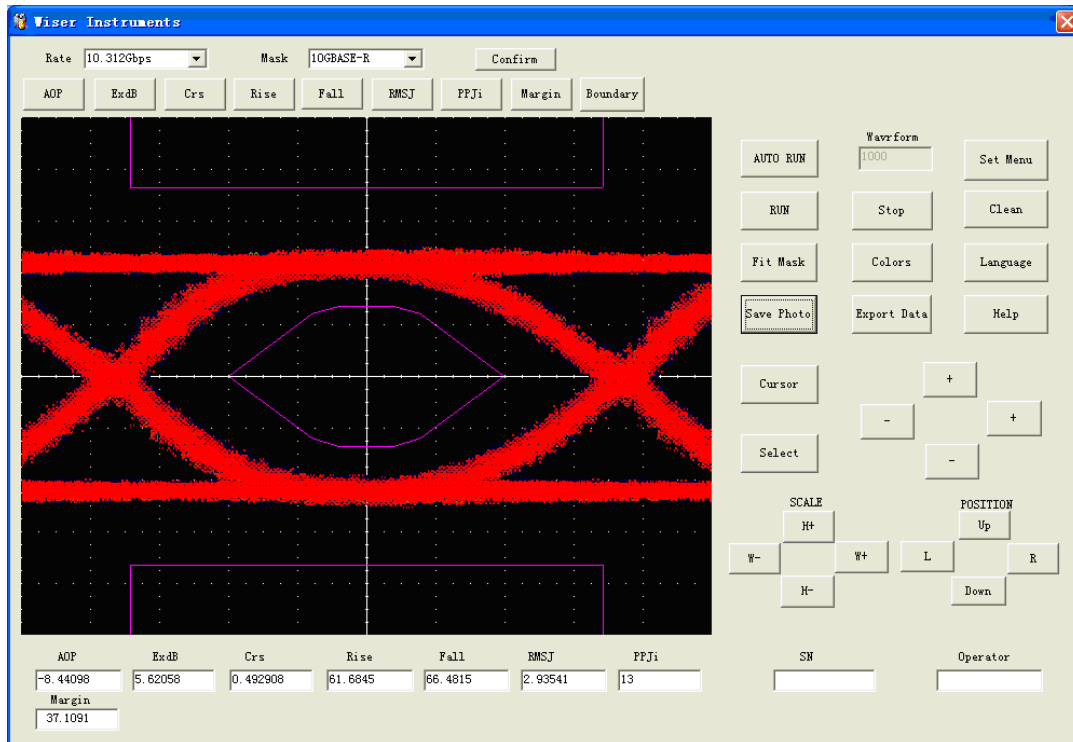 Wiser Instruments
Rate 10.312Gbps Mask 10GBASE-R Confirm
AOP ExdB Crs Rise Fall RMSJ PPJi Margin Boundary
Wavrform
AUTO RUN 1000 Set Menu
RUN Stop Clean
Fit Mask Colors Language
Save Photo Export Data Help
Cursor +
- +
Select -
SCALE POSITION
H+ Up
W- W+ L R
H- Down
AOP ExdB Crs Rise Fall RMSJ PPJi SN Operator
-8.44098 5.62058 0.492908 61.6845 66.4815 2.93541 13
Margin
37.1091